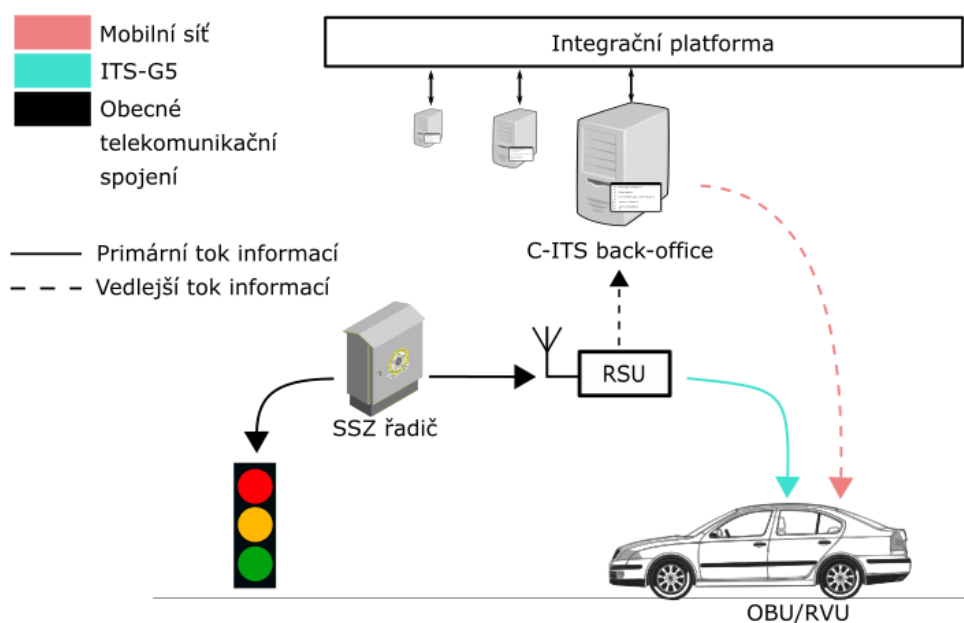 Mobilní síť
ITS-G5
Obecné
telekomunikační
spojení
Primární tok informací
Vedlejší tok informací
Integrační platforma
C-ITS back-office
RSU
SSZ řadič
OBU/RVU